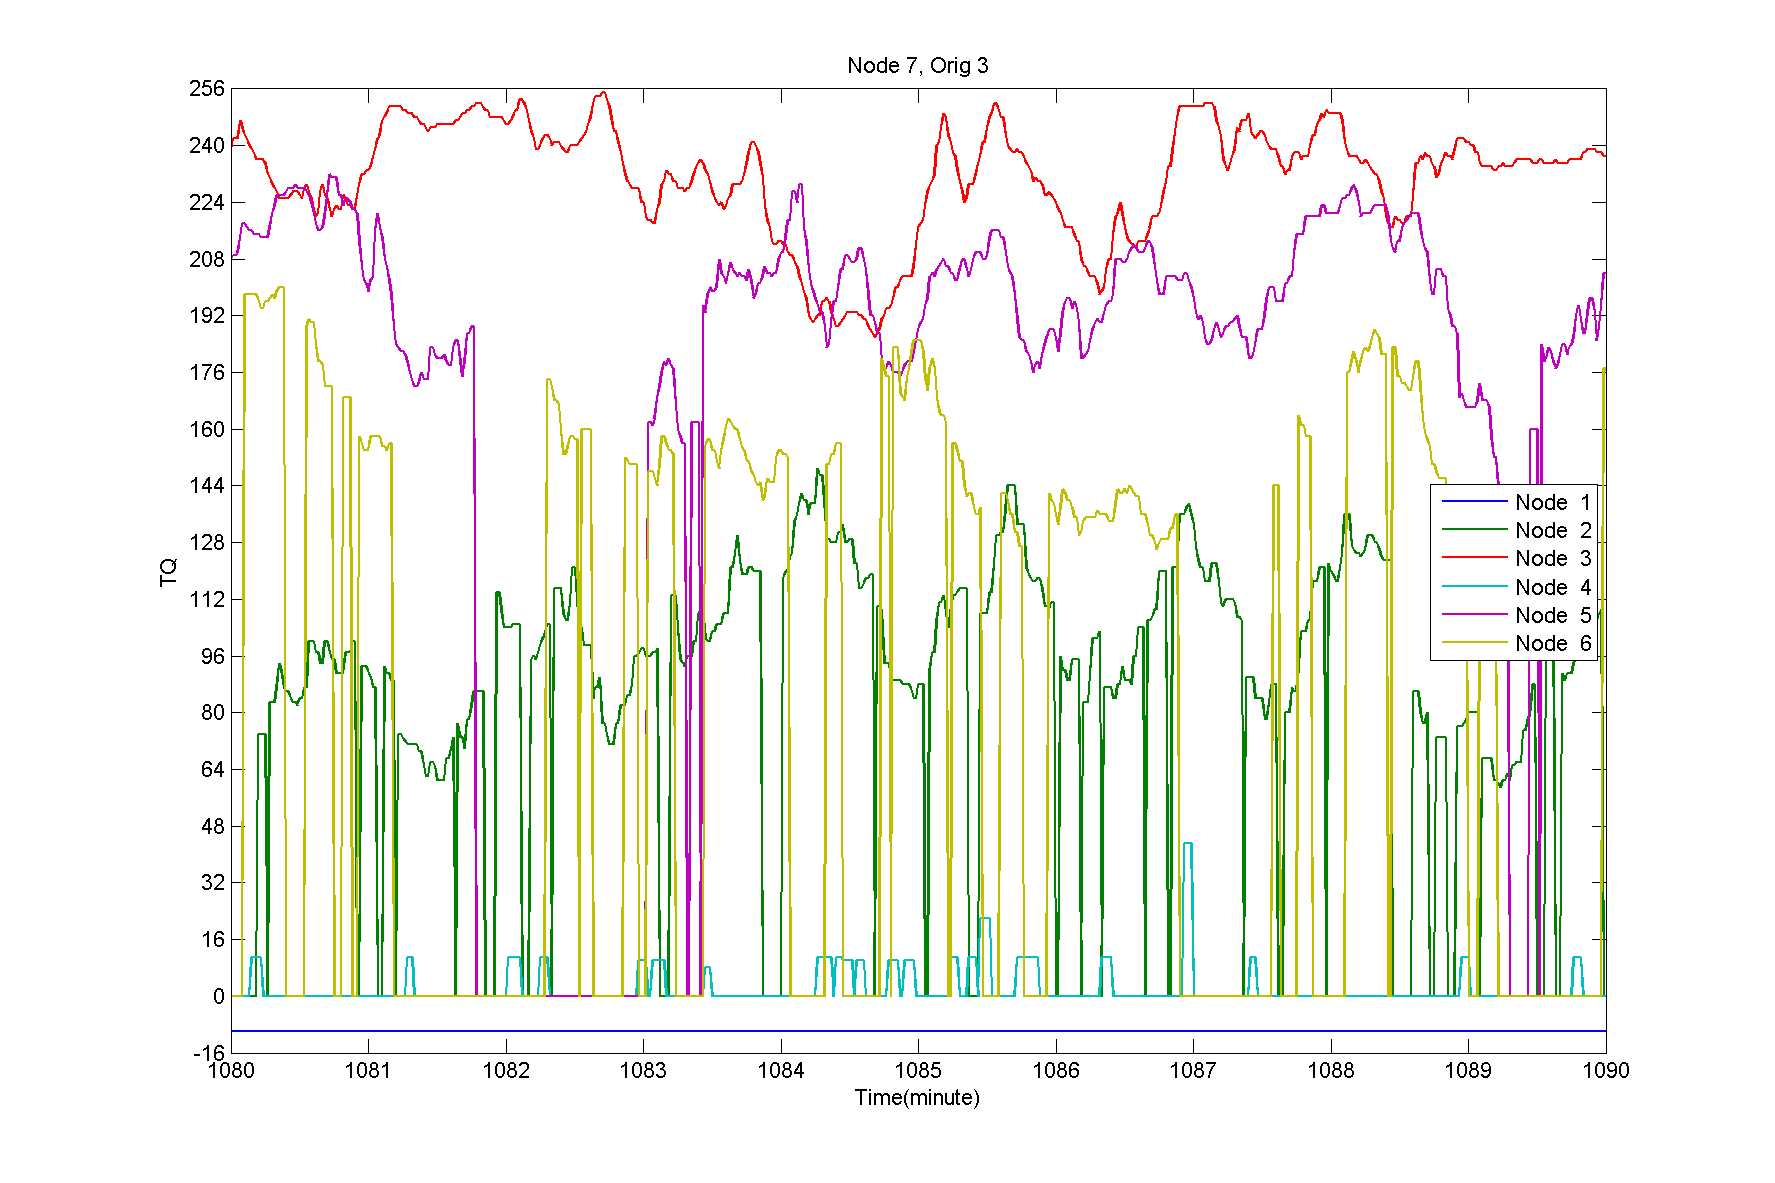 Node 7, Orig 3
256
240
224
208
192
176
160
144
128
112
96
80
64
48
32
16
0
-16
TQ
Node 1
Node 2
Node 3
Node 4
Node 5
Node 6
1080 1081 1082 1083 1084 1085 1086 1087 1088 1089 1090
Time(minute)